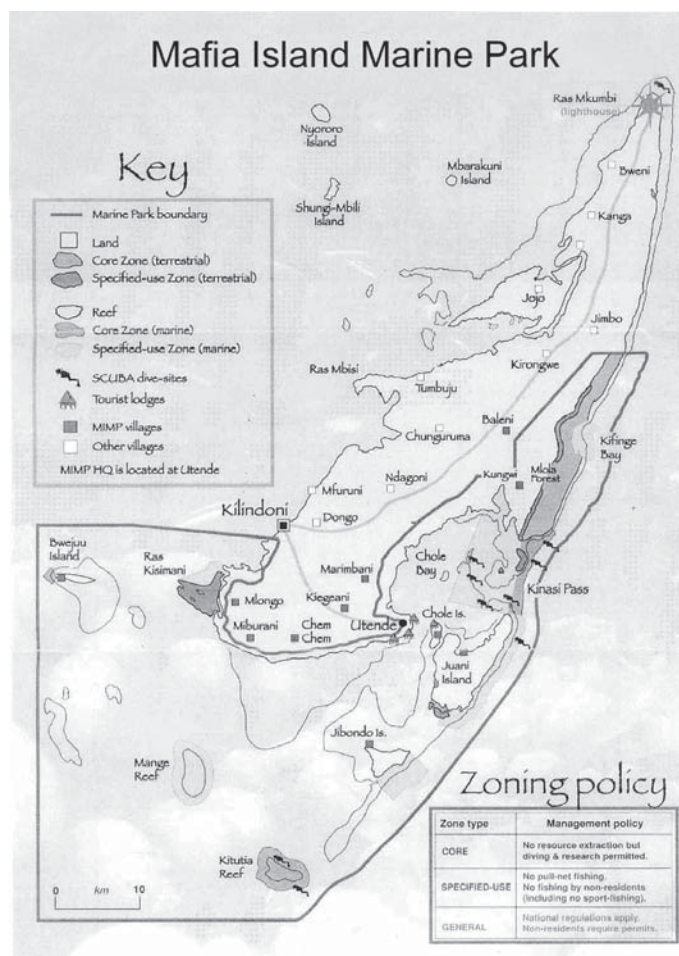 Mafia Island Marine Park
Ras Mkumbi
(lighthouse)
Nyororo
Island
Mbarakuni
Island
Shungi-Mbili
Island
Bweni
Kanga
Jojo
Jimbo
Key
Marine Park boundary
Land
Core Zone (terrestrial)
Specified-use Zone (terrestrial)
Reef
Core Zone (marine)
Specified-use Zone (marine)
SCUBA dive-sites
Tourist lodges
MIMP villages
Other villages
MIMP HQ is located at Utende
Ras Mbisi
Kirongwe
Tumbuju
Baleni
Chunguruma
Kifinge
Bay
Kungwi
Mlola
Forest
Ndagoni
Mfuruni
Kilindoni
Dongo
Bwejuu
Island
Ras
Kisimani
Chole
Bay
Marimbani
Kinasi Pass
Mlongo
Kiegeani
Miburani
Chem
Chem
Utende
Chole Is.
Juani
Island
Jibondo Is.
Mange
Reef
Kitutia
Reef
0 km 10
Zoning policy
Zone type Management policy
CORE No resource extraction but
diving & research permitted.
SPECIFIED-USE No pull-net fishing.
No fishing by non-residents
(including no sport-fishing).
GENERAL National regulations apply.
Non-residents require permits.